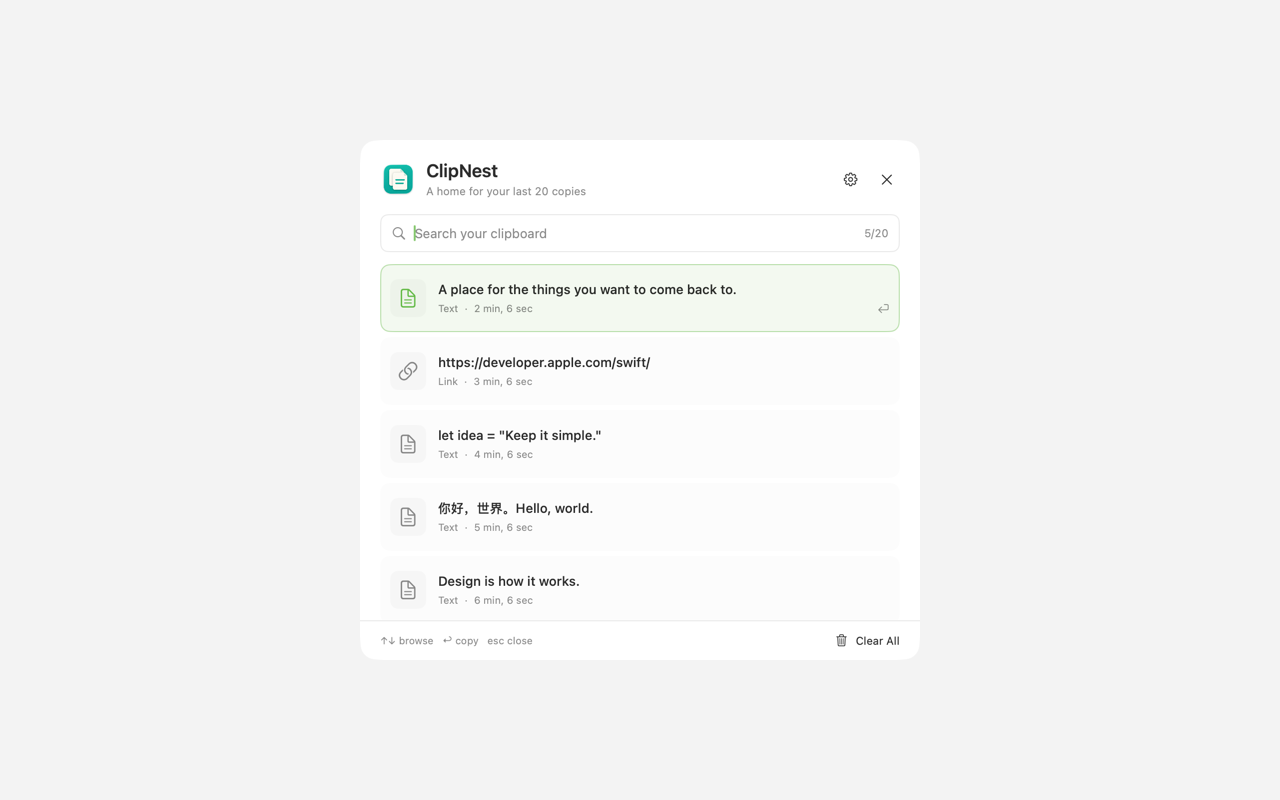 ClipNest
A home for your last 20 copies
Search your clipboard 5/20
A place for the things you want to come back to.
Text · 2 min, 6 sec
https://developer.apple.com/swift/
Link · 3 min, 6 sec
let idea = "Keep it simple."
Text · 4 min, 6 sec
你好，世界。Hello, world.
Text · 5 min, 6 sec
Design is how it works.
Text · 6 min, 6 sec
↑↓ browse ↩ copy esc close Clear All